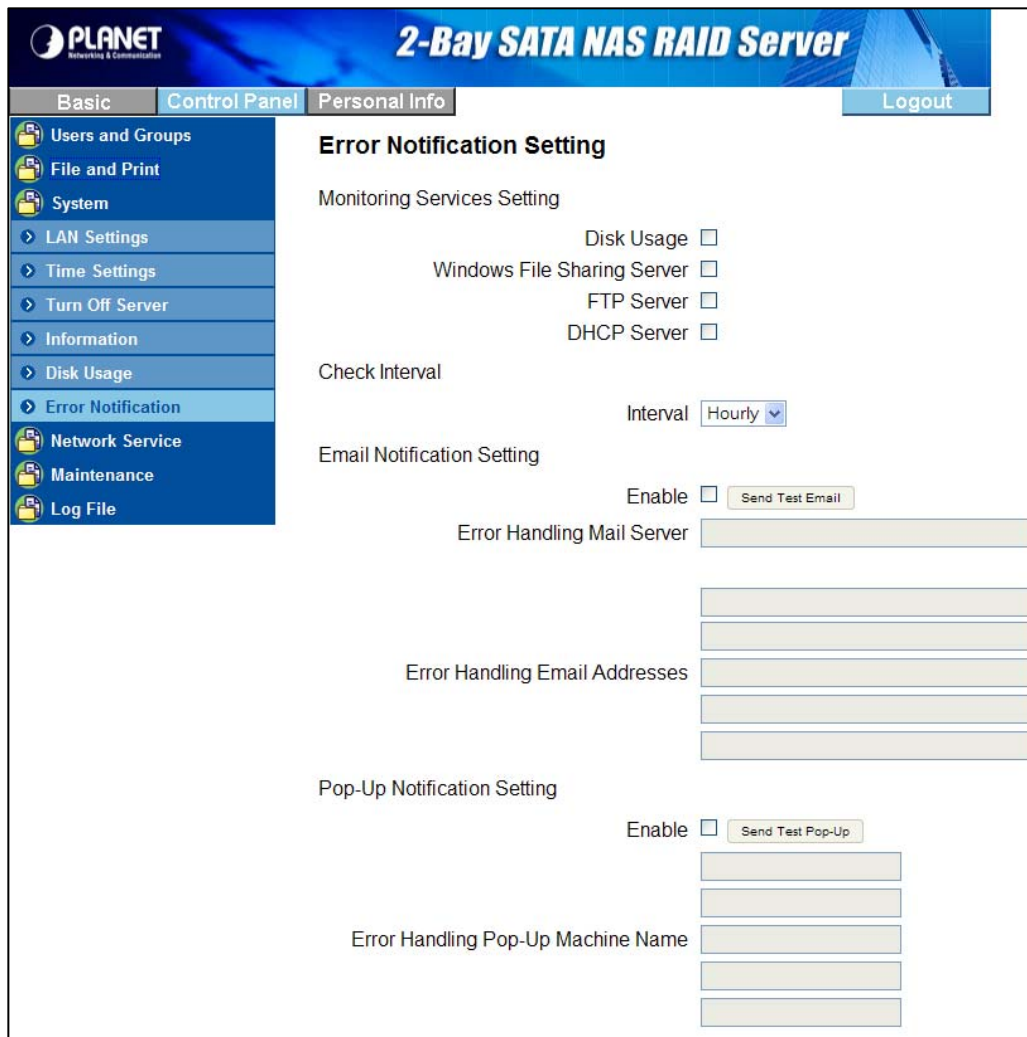 PLANET
Networking & Communication
2-Bay SATA NAS RAID Server
Basic
Control Panel
Personal Info
Logout
Users and Groups
File and Print
System
LAN Settings
Time Settings
Turn Off Server
Information
Disk Usage
Error Notification
Network Service
Maintenance
Log File
Error Notification Setting
Monitoring Services Setting
Disk Usage
Windows File Sharing Server
FTP Server
DHCP Server
Check Interval
Interval Hourly
Email Notification Setting
Enable Send Test Email
Error Handling Mail Server
Error Handling Email Addresses
Pop-Up Notification Setting
Enable Send Test Pop-Up
Error Handling Pop-Up Machine Name